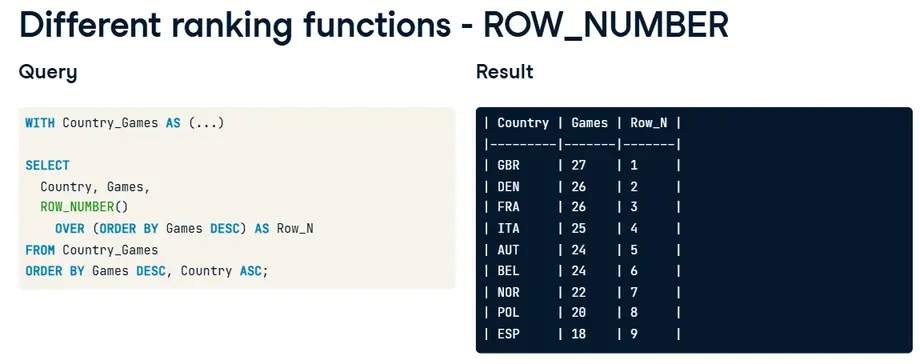 Different ranking functions - ROW_NUMBER
Query
WITH Country_Games AS (...)
SELECT
Country, Games,
ROW_NUMBER()
OVER (ORDER BY Games DESC) AS Row_N
FROM Country_Games
ORDER BY Games DESC, Country ASC;
Result
| Country | Games | Row_N |
|---------|-------|-------|
| GBR | 27 | 1 |
| DEN | 26 | 2 |
| FRA | 26 | 3 |
| ITA | 25 | 4 |
| AUT | 24 | 5 |
| BEL | 24 | 6 |
| NOR | 22 | 7 |
| POL | 20 | 8 |
| ESP | 18 | 9 |